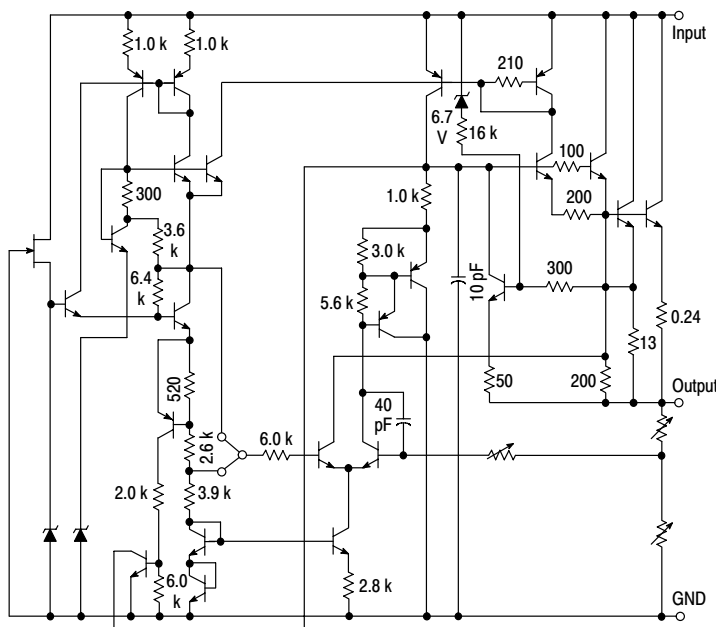 1.0 k
1.0 k
Input
210
6.7
V
16 k
100
300
1.0 k
200
3.6
k
3.0 k
10 pF
300
6.4
k
5.6 k
0.24
13
520
50
200
Output
40
pF
2.6 k
6.0 k
2.0 k
3.9 k
6.0
k
2.8 k
GND